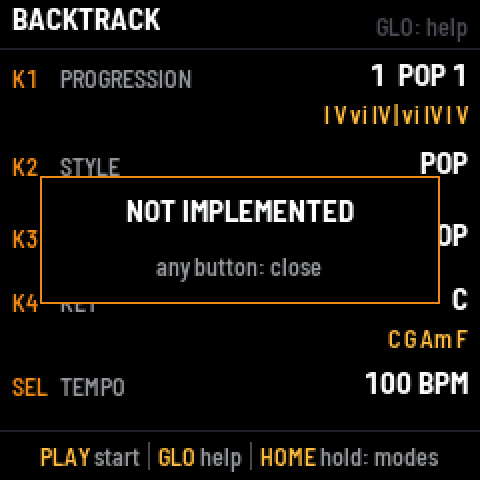 BACKTRACK
GLO: help
K1 PROGRESSION 1 POP 1
I V vi IV|vi IV I V
K2 STYLE POP
NOT IMPLEMENTED
K3 OP
any button: close
K4 KEY C
C G Am F
SEL TEMPO 100 BPM
PLAY start | GLO help | HOME hold: modes